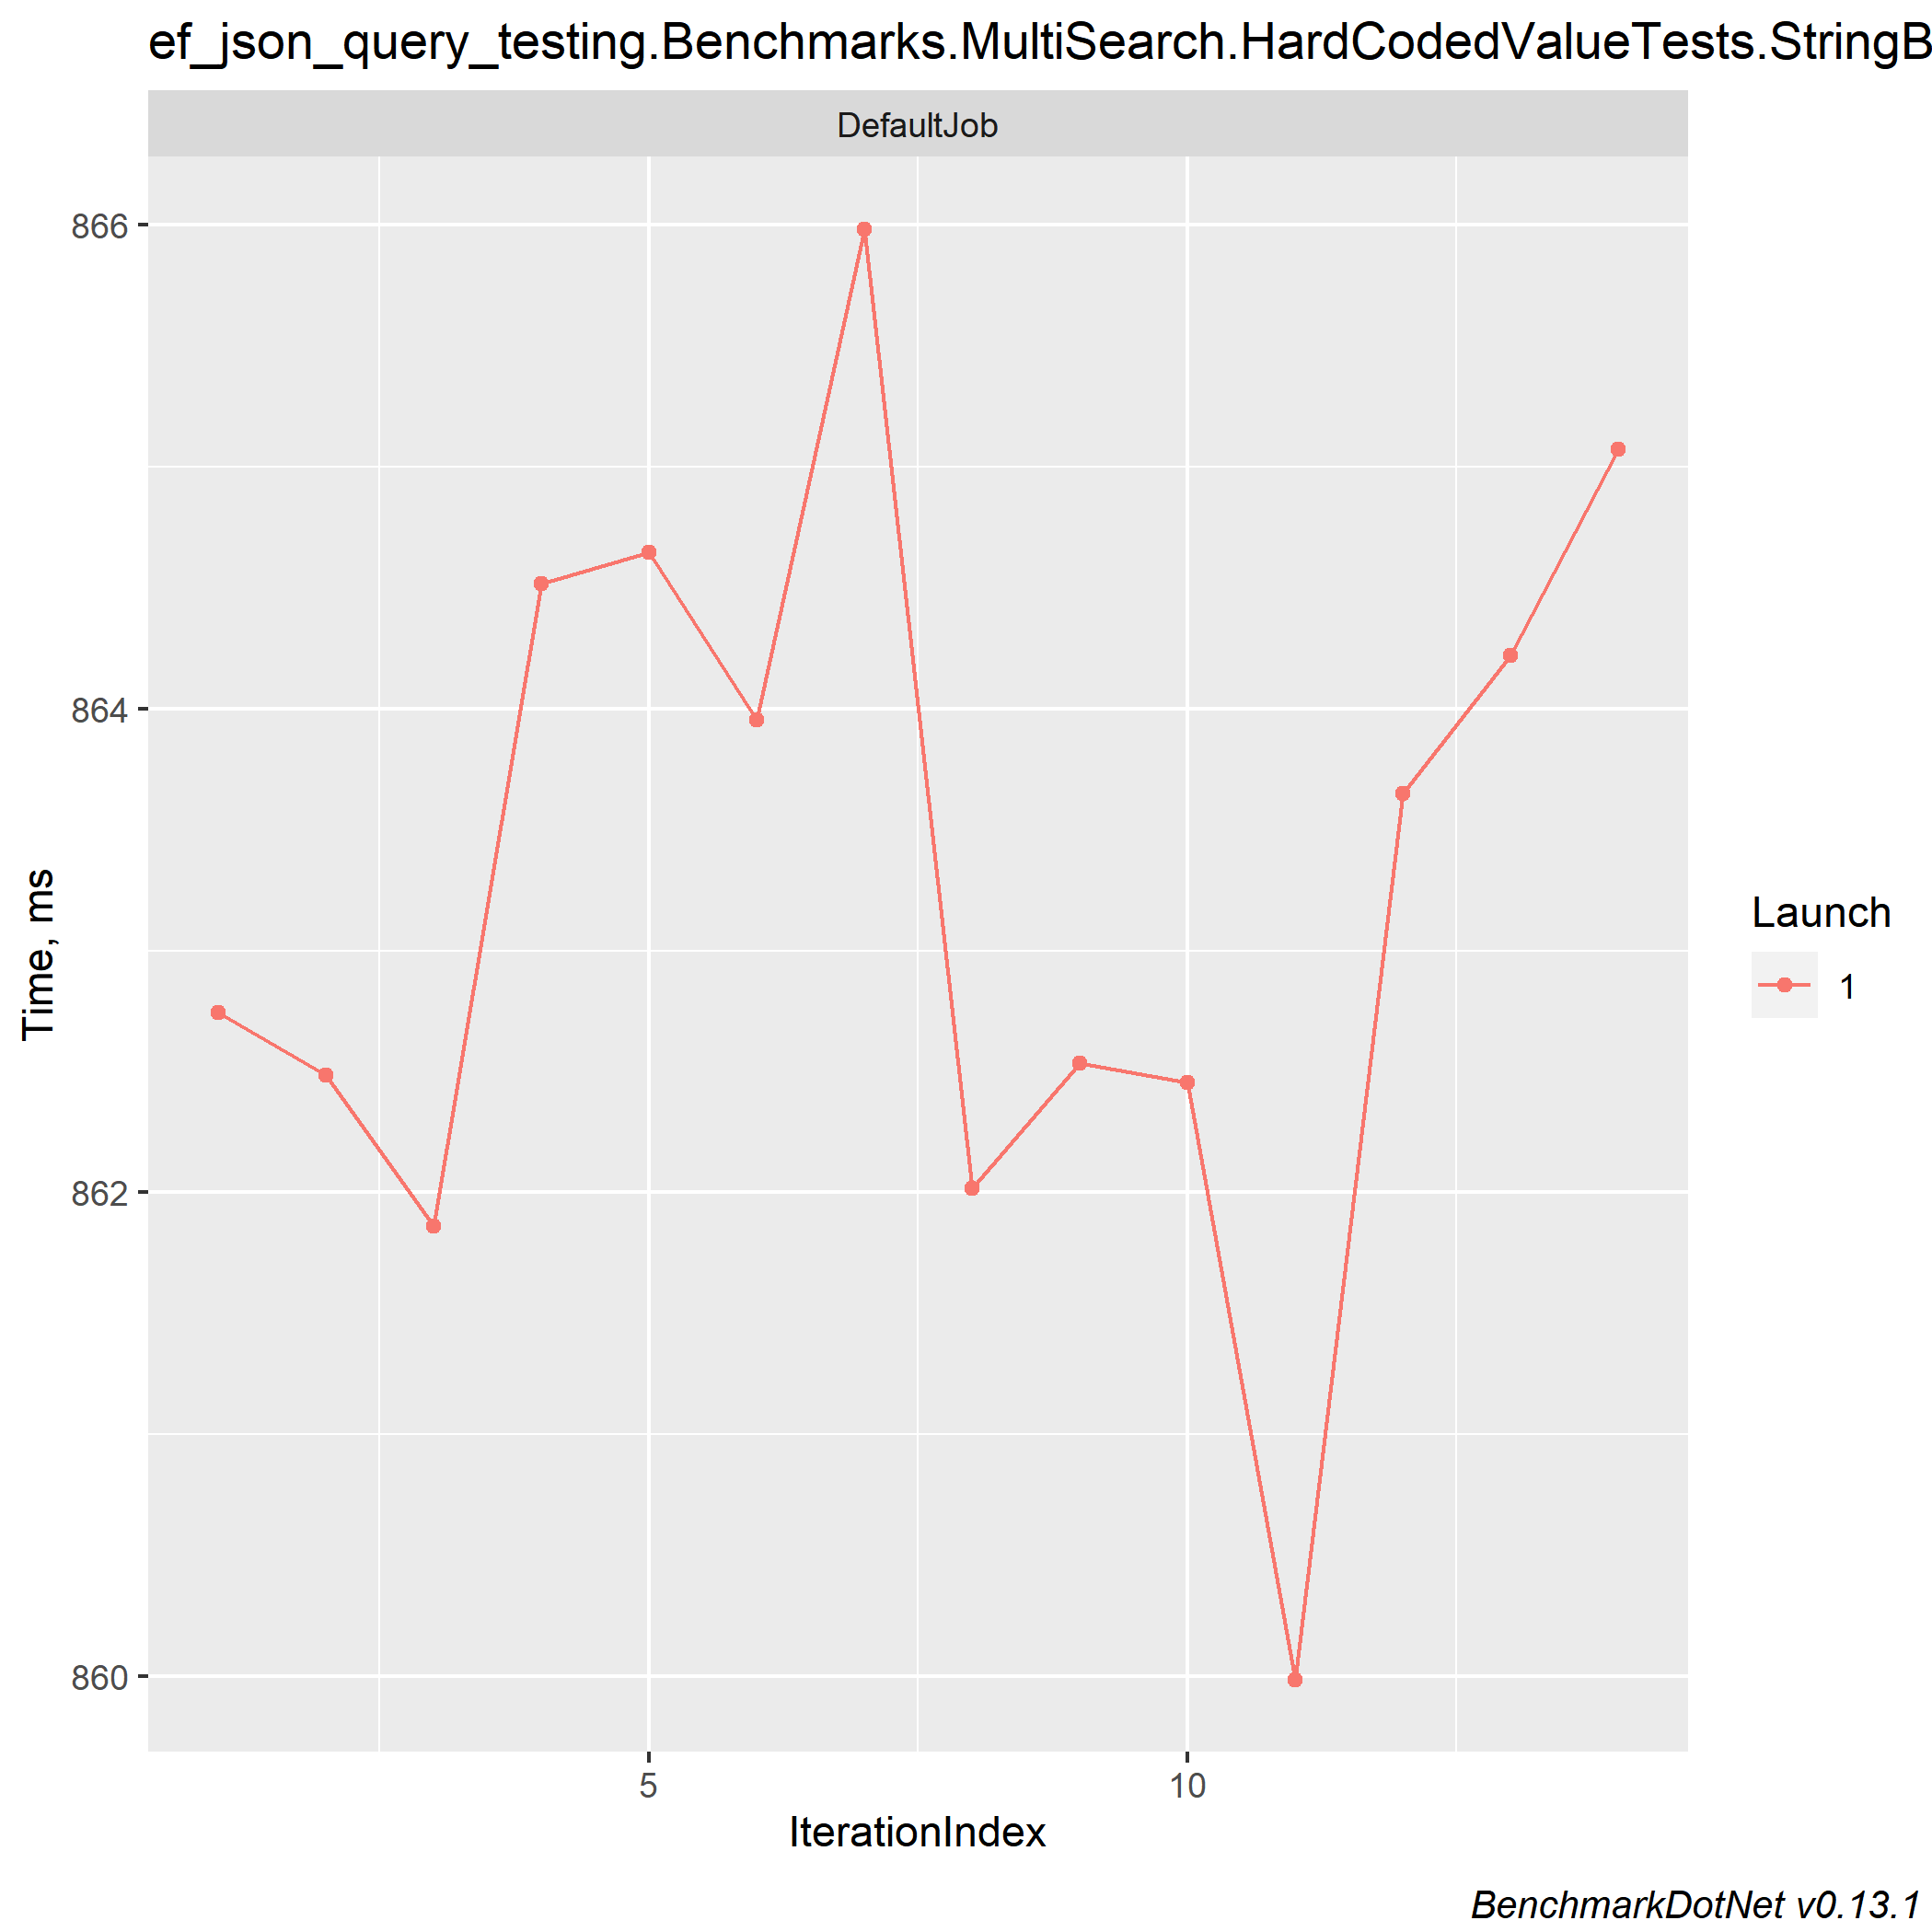 ef_json_query_testing.Benchmarks.MultiSearch.HardCodedValueTests.StringB
DefaultJob
866
864
862
860
Time, ms
5
10
IterationIndex
Launch
1
BenchmarkDotNet v0.13.1